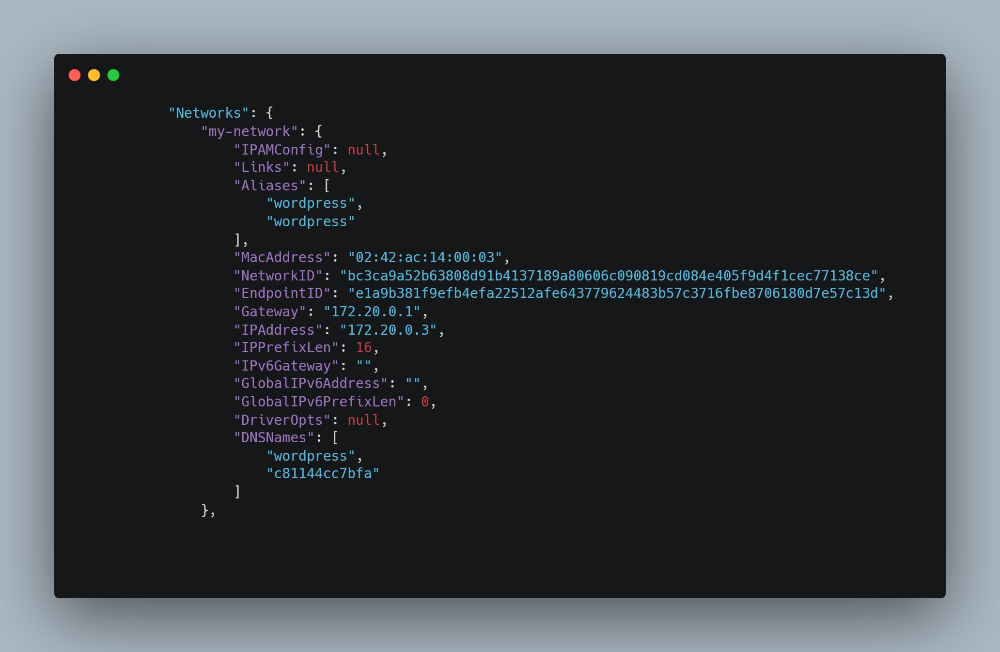 "Networks": {
"my-network": {
"IPAMConfig": null,
"Links": null,
"Aliases": [
"wordpress",
"wordpress"
],
"MacAddress": "02:42:ac:14:00:03",
"NetworkID": "bc3ca9a52b63808d91b4137189a80606c090819cd084e405f9d4f1cec77138ce",
"EndpointID": "e1a9b381f9efb4efa22512afe643779624483b57c3716fbe8706180d7e57c13d",
"Gateway": "172.20.0.1",
"IPAddress": "172.20.0.3",
"IPPrefixLen": 16,
"IPv6Gateway": "",
"GlobalIPv6Address": "",
"GlobalIPv6PrefixLen": 0,
"DriverOpts": null,
"DNSNames": [
"wordpress",
"c81144cc7bfa"
]
},